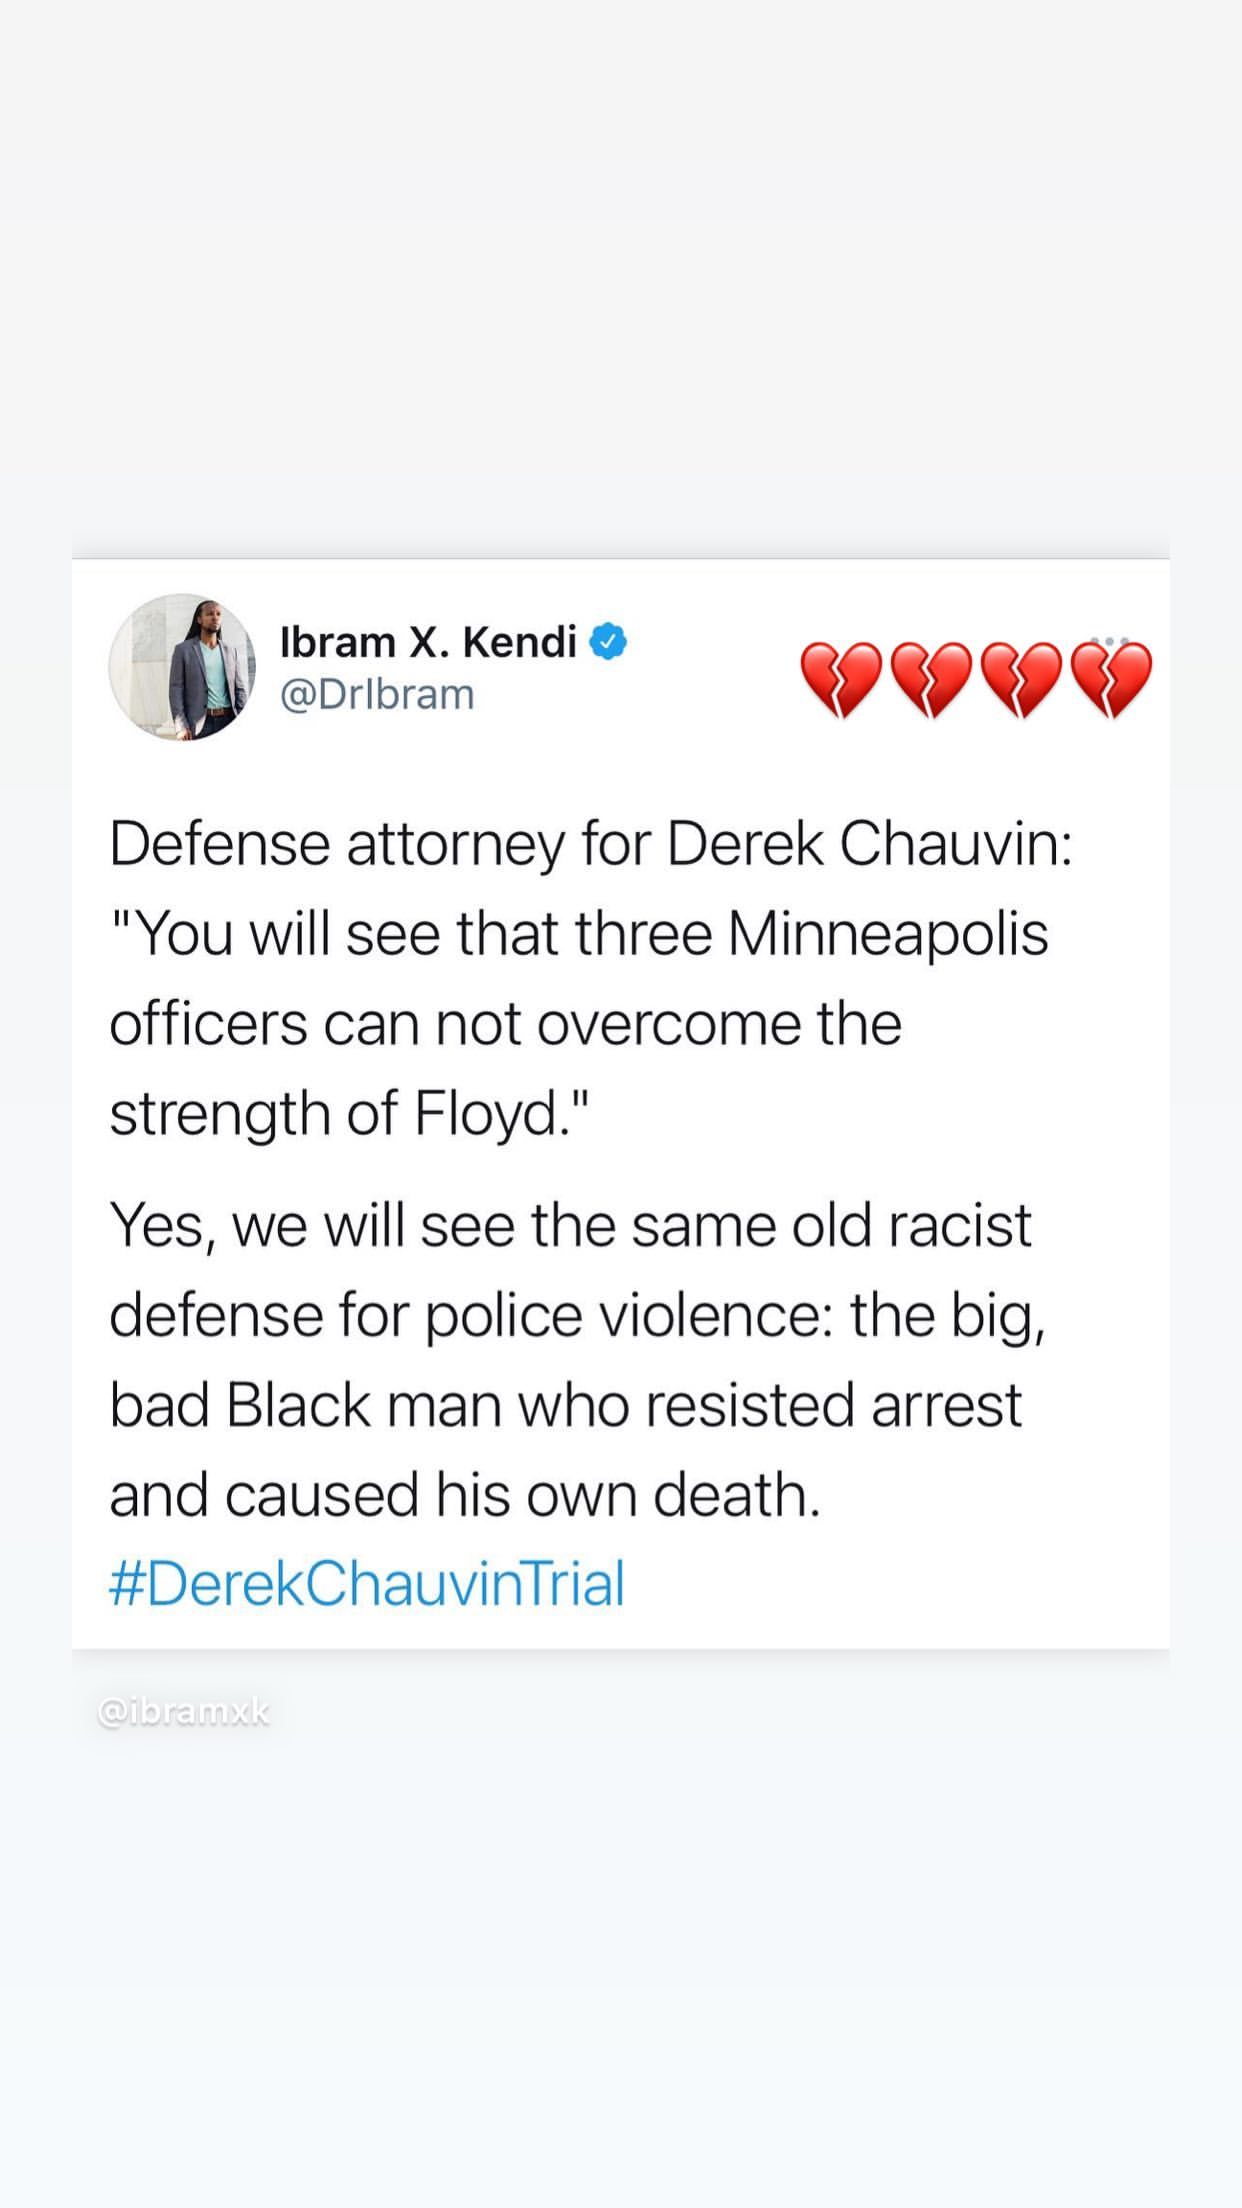 Ibram X. Kendi
@DrIbram
Defense attorney for Derek Chauvin:
"You will see that three Minneapolis
officers can not overcome the
strength of Floyd."
Yes, we will see the same old racist
defense for police violence: the big,
bad Black man who resisted arrest
and caused his own death.
#DerekChauvinTrial
@ibramxk